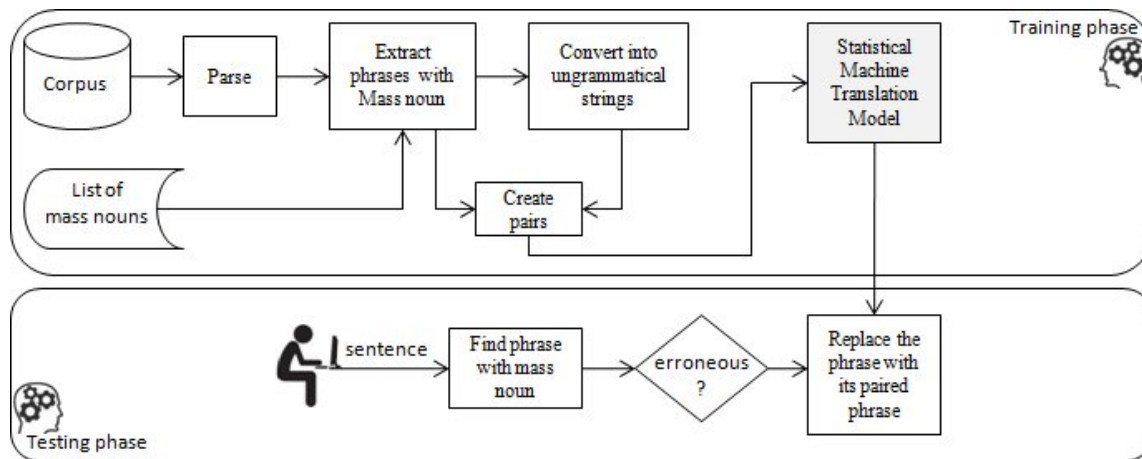 Training phase
Corpus
Parse
Extract
phrases with
Mass noun
Convert into
ungrammatical
strings
Statistical
Machine
Translation
Model
List of
mass nouns
Create
pairs
sentence
Find phrase
with mass
noun
erroneous
?
Replace the
phrase with
its paired
phrase
Testing phase